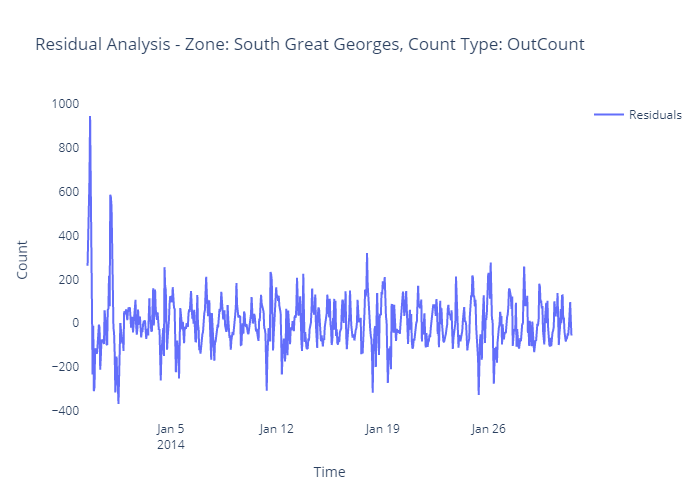 Residual Analysis - Zone: South Great Georges, Count Type: OutCount
1000
800
600
400
200
0
−200
−400
Count
Residuals
Jan 5
2014
Jan 12
Jan 19
Jan 26
Time